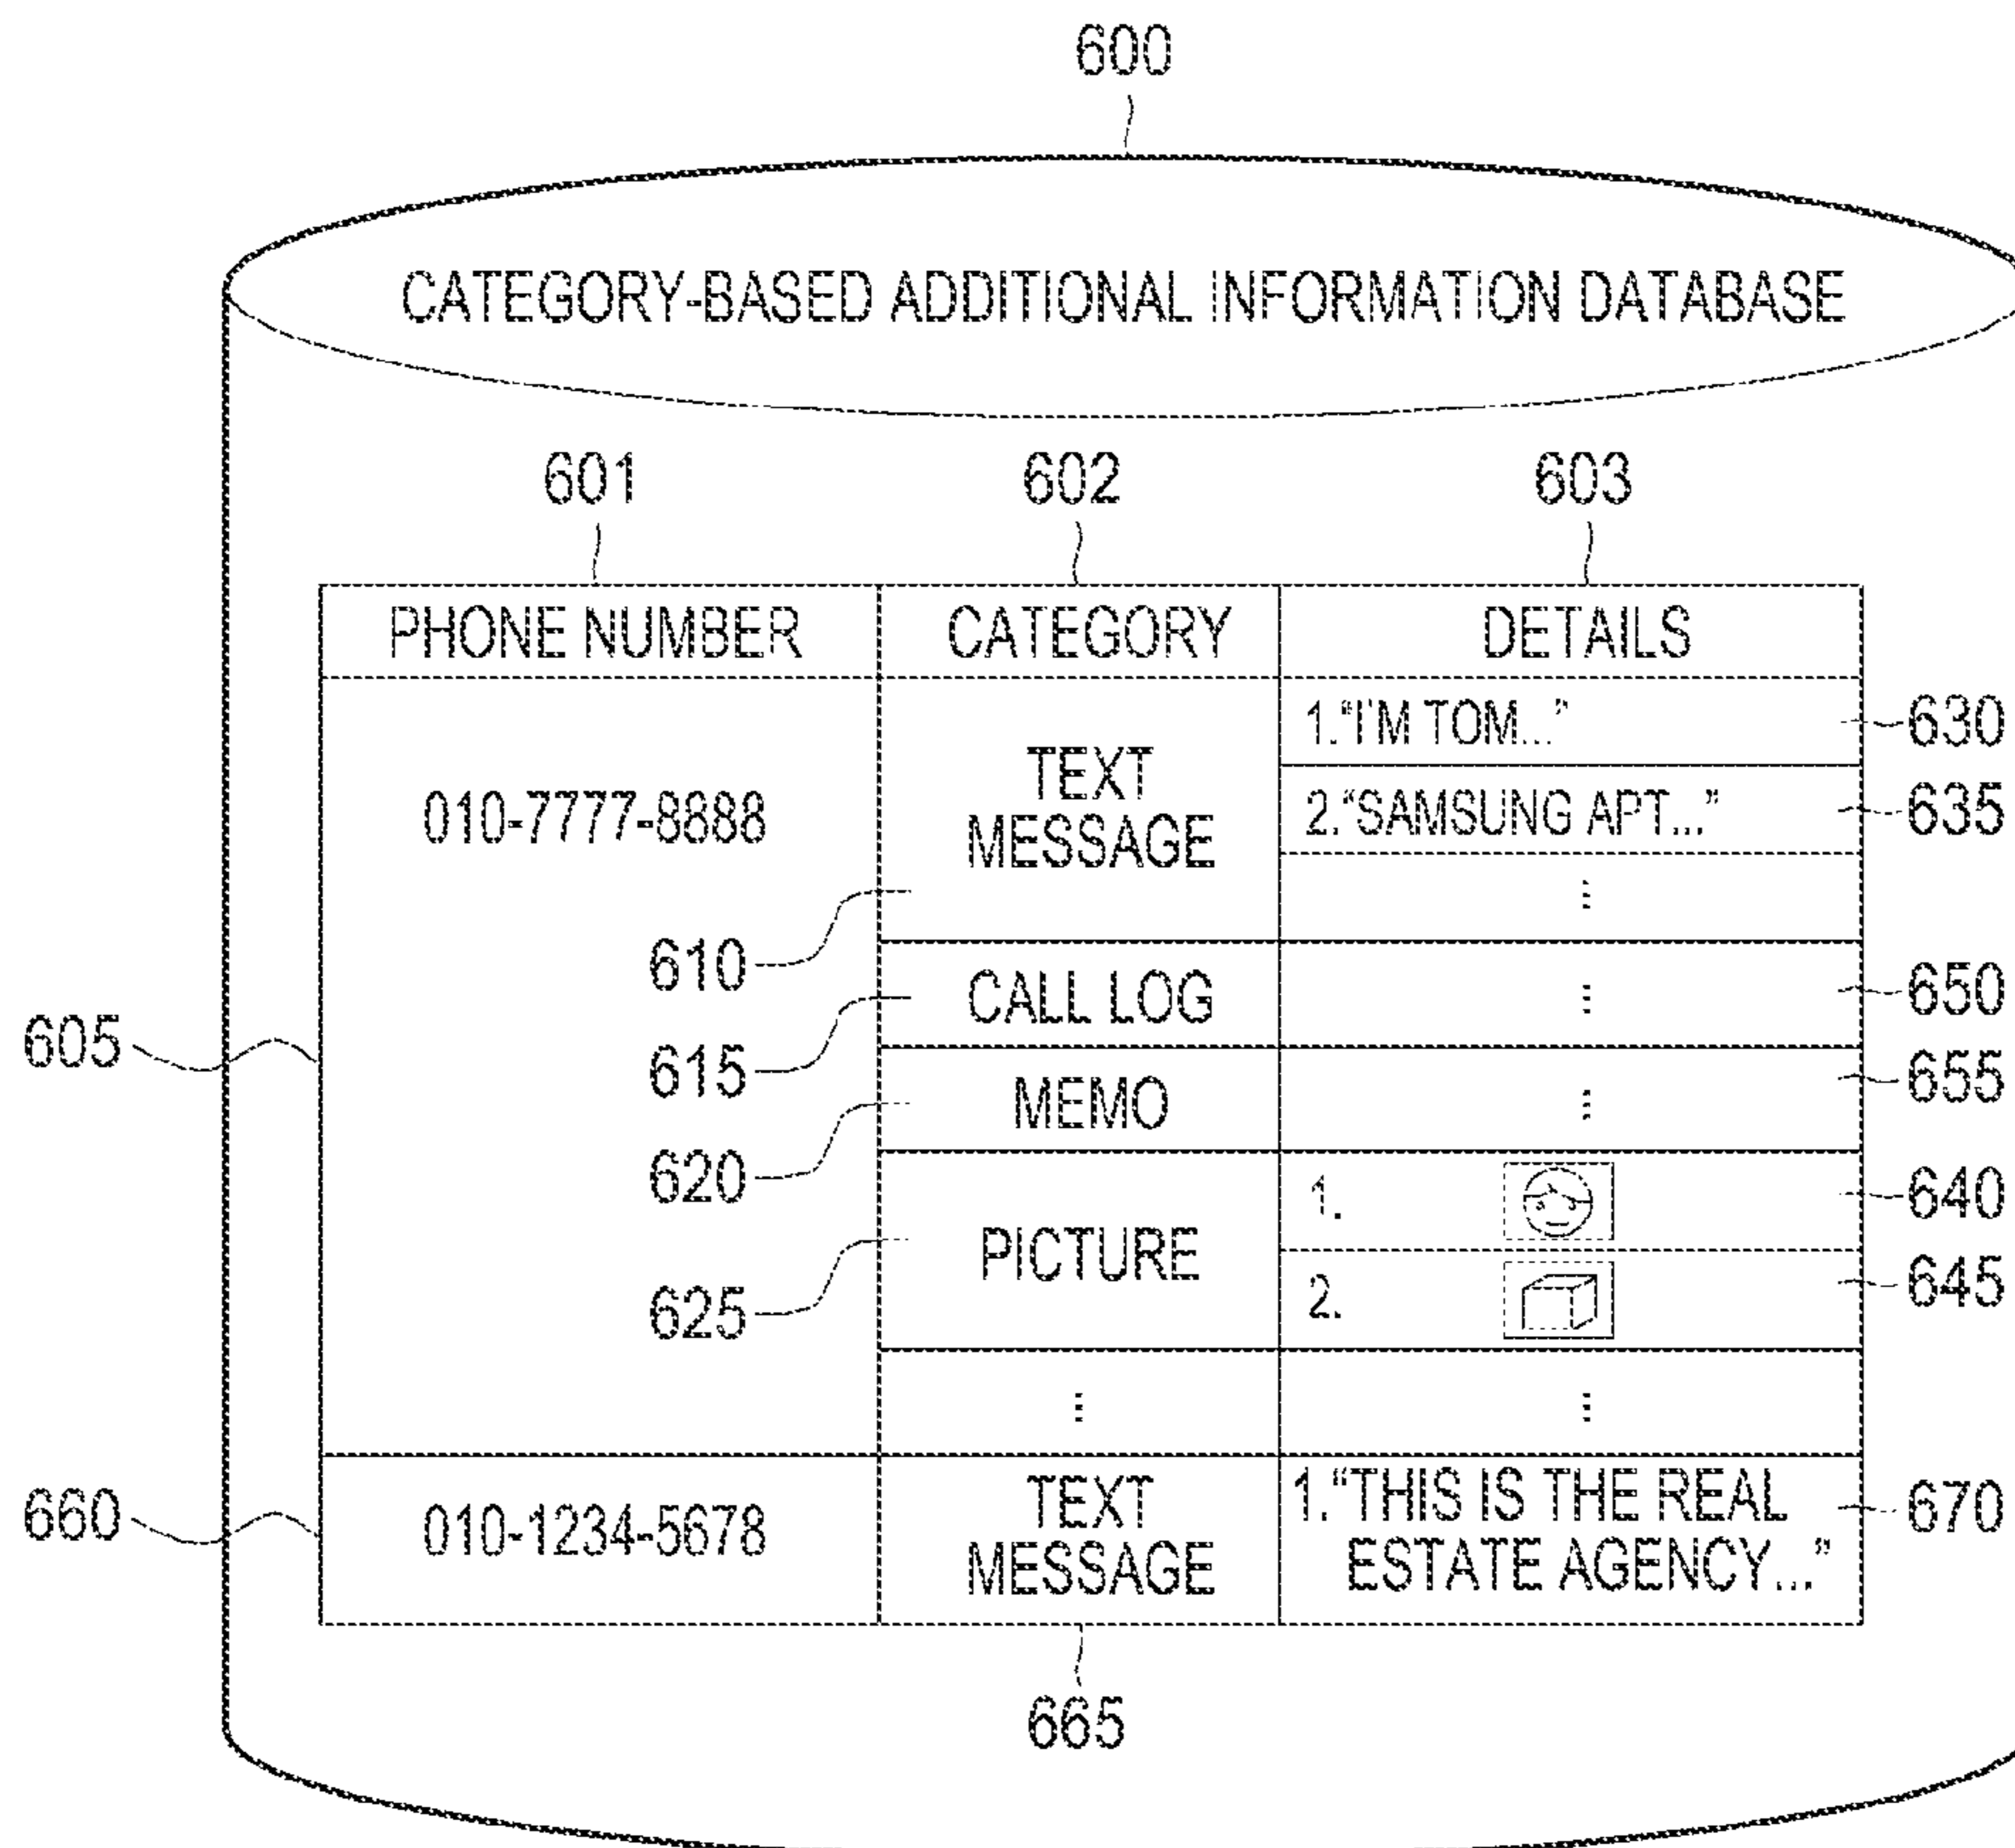 600
CATEGORY-BASED ADDITIONAL INFORMATION DATABASE
601 602 603
PHONE NUMBER CATEGORY DETAILS
1."I'M TOM..." 630
010-7777-8888 TEXT MESSAGE 2."SAMSUNG APT..." 635
⋮
610
CALL LOG ⋮ 650
605 615
MEMO ⋮ 655
620
1. 640
PICTURE
625 2. 645
⋮ ⋮
660 010-1234-5678 TEXT MESSAGE 1."THIS IS THE REAL 670
ESTATE AGENCY..."
665